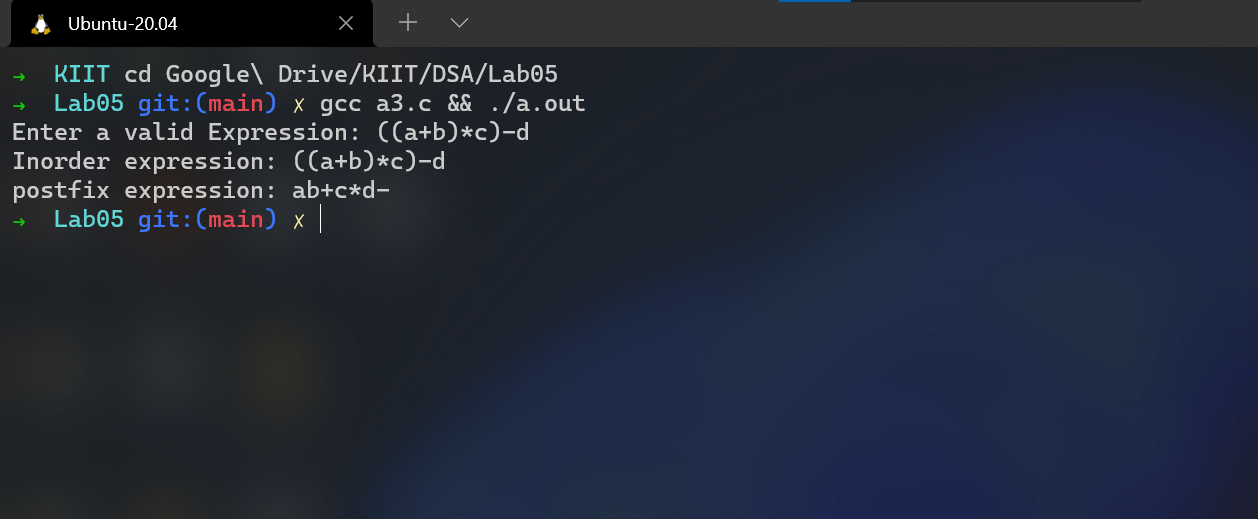 Ubuntu-20.04
→ KIIT cd Google\ Drive/KIIT/DSA/Lab05
→ Lab05 git:(main) ✗ gcc a3.c && ./a.out
Enter a valid Expression: ((a+b)*c)-d
Inorder expression: ((a+b)*c)-d
postfix expression: ab+c*d-
→ Lab05 git:(main) ✗